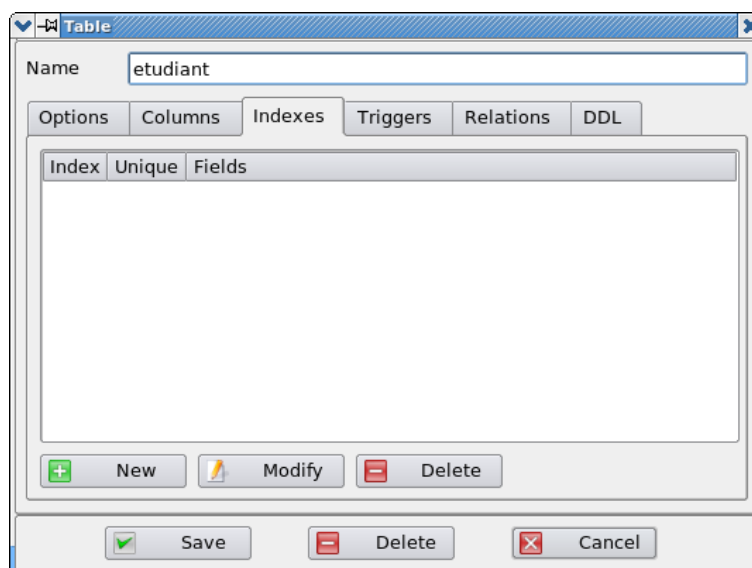 Table
Name etudiant
Options Columns Indexes Triggers Relations DDL
Index Unique Fields
New Modify Delete
Save Delete Cancel